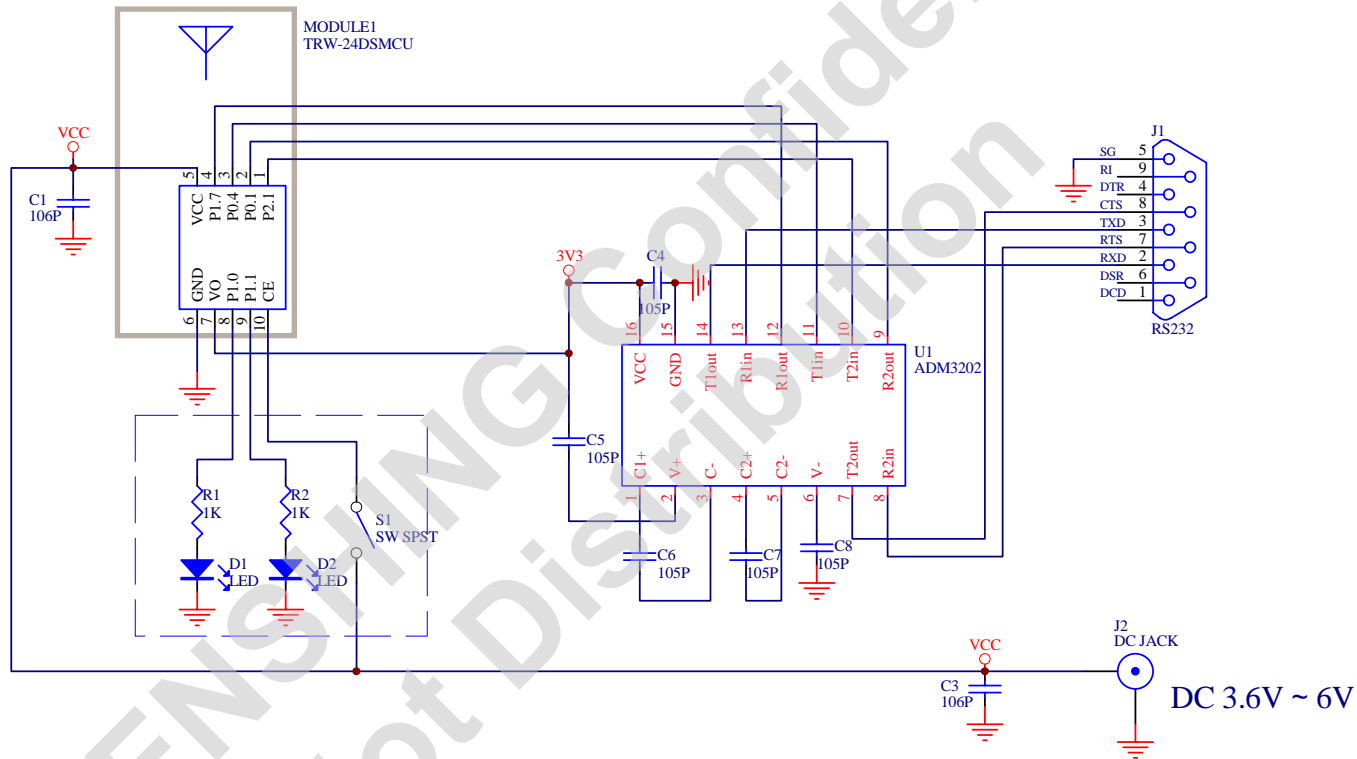 MODULE1
TRW-24DSMCU
VCC
C1
106P
5 4 3 2 1
VCC P1.7 P0.4 P0.1 P2.1
GND VO P1.0 P1.1 CE
6 7 8 9 10
J1
SG 5
RI 9
DTR 4
CTS 8
TXD 3
RTS 7
RXD 2
DSR 6
DCD 1
RS232
3V3
C4
105P
16 15 14 13 12 11 10 9
VCC GND T1out R1in R1out T1in T2in R2out
U1
ADM3202
C1+ V+ C- C2+ C2- V- T2out R2in
1 2 3 4 5 6 7 8
C5
105P
C6
105P
C7
105P
C8
105P
R1
1K
R2
1K
S1
SW SPST
D1
LED
D2
LED
VCC
C3
106P
J2
DC JACK
DC 3.6V ~ 6V
ENSHING Confide
ot Distribution